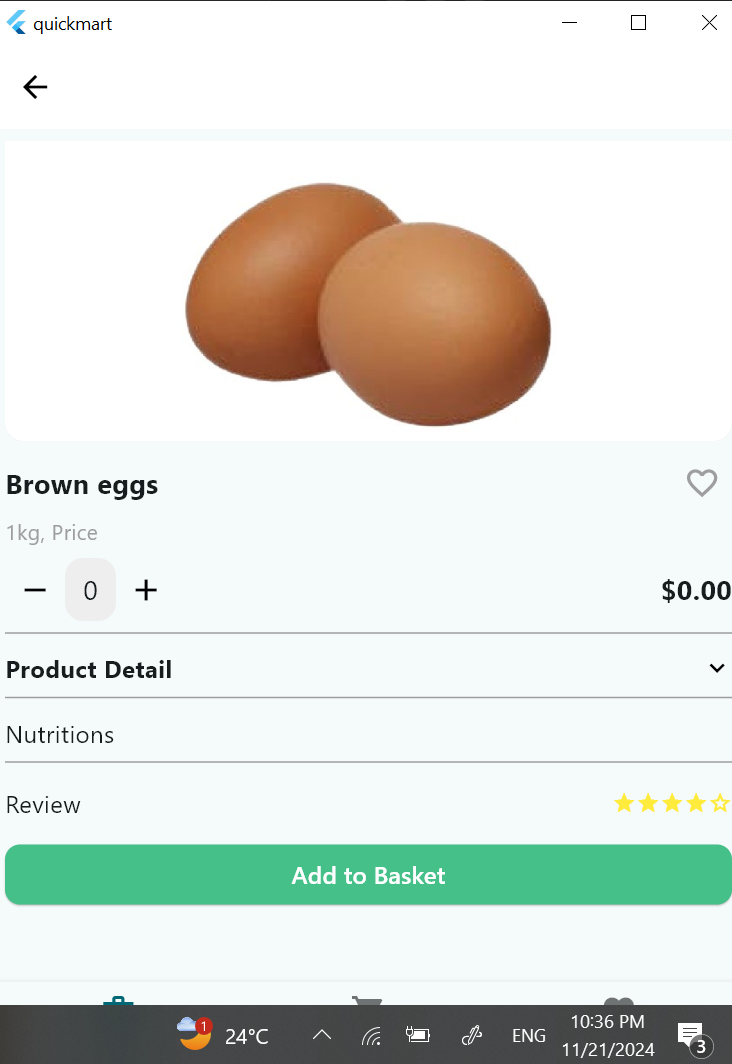 quickmart
Brown eggs
1kg, Price
0
$0.00
Product Detail
Nutritions
Review
Add to Basket
1
24°C
ENG
10:36 PM
11/21/2024
3